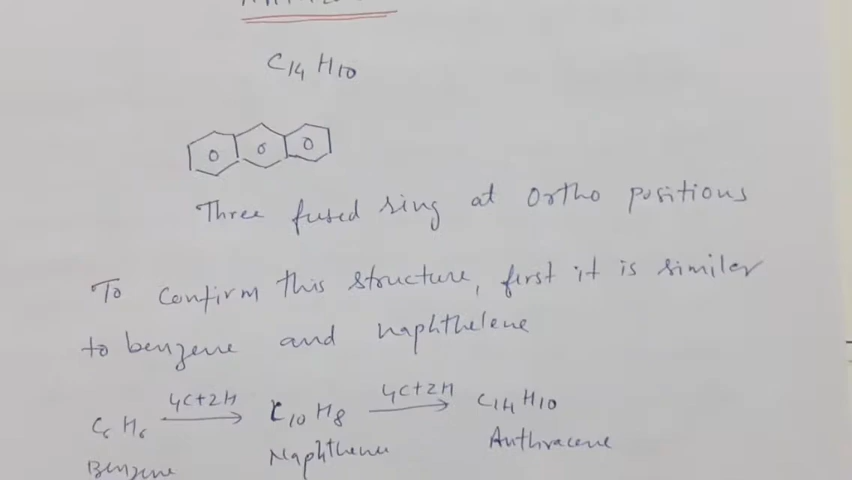 C14 H10
Three fused ring at ortho positions
To confirm this structure, first it is similer
to benzene and naphthelene
4C+2H 4C+2H
C6 H6 C10 H8 C14 H10
Benzene Naphthene Anthracene